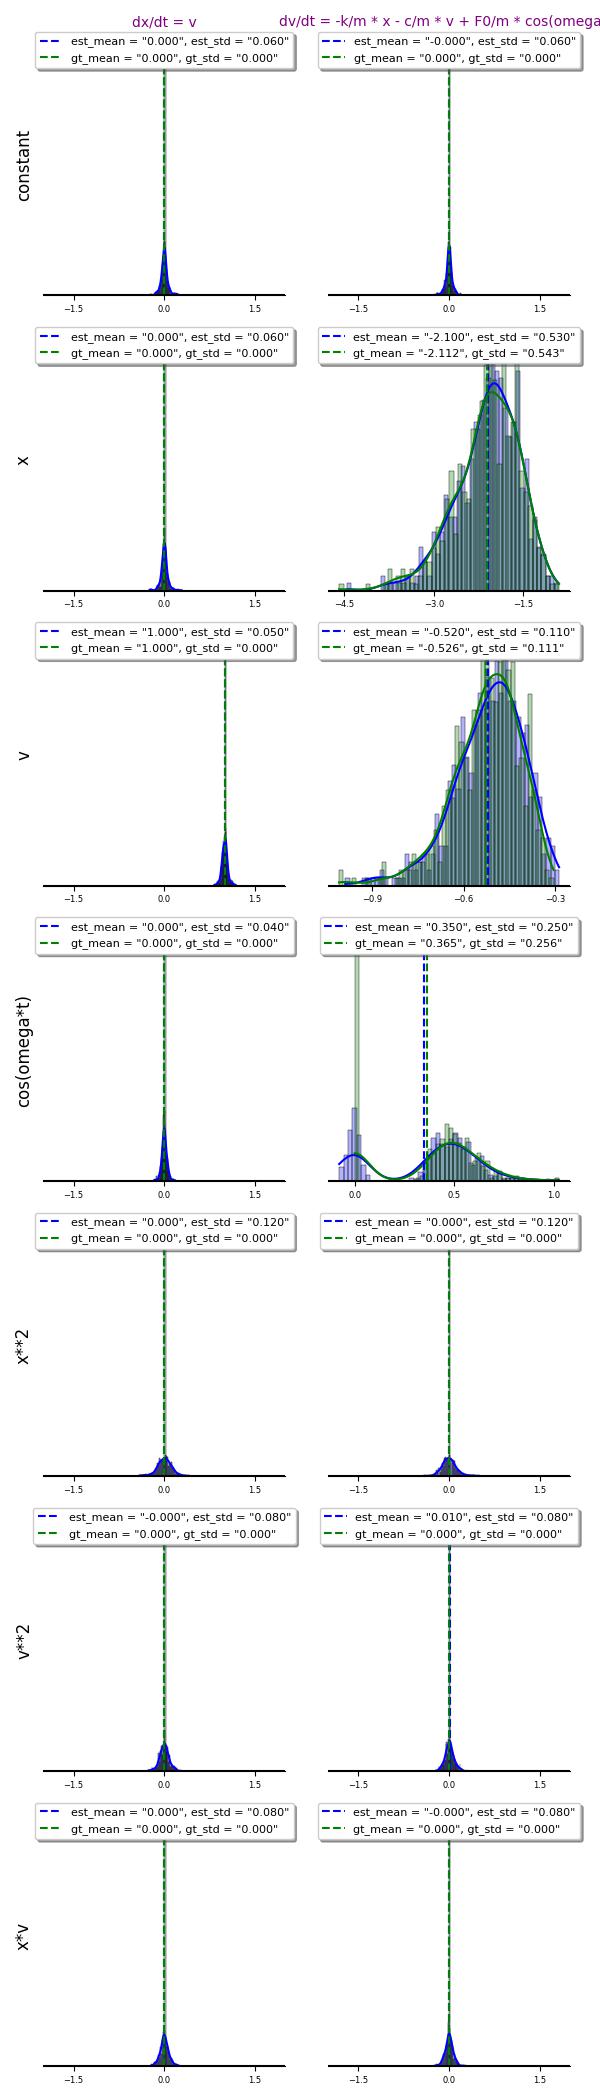 dx/dt = v
dv/dt = -k/m * x - c/m * v + F0/m * cos(omega
est_mean = "0.000", est_std = "0.060"
gt_mean = "0.000", gt_std = "0.000"
est_mean = "-0.000", est_std = "0.060"
gt_mean = "0.000", gt_std = "0.000"
constant
−1.5 0.0 1.5
−1.5 0.0 1.5
est_mean = "0.000", est_std = "0.060"
gt_mean = "0.000", gt_std = "0.000"
est_mean = "-2.100", est_std = "0.530"
gt_mean = "-2.112", gt_std = "0.543"
x
−1.5 0.0 1.5
−4.5 −3.0 −1.5
est_mean = "1.000", est_std = "0.050"
gt_mean = "1.000", gt_std = "0.000"
est_mean = "-0.520", est_std = "0.110"
gt_mean = "-0.526", gt_std = "0.111"
v
−1.5 0.0 1.5
−0.9 −0.6 −0.3
est_mean = "0.000", est_std = "0.040"
gt_mean = "0.000", gt_std = "0.000"
est_mean = "0.350", est_std = "0.250"
gt_mean = "0.365", gt_std = "0.256"
cos(omega*t)
−1.5 0.0 1.5
0.0 0.5 1.0
est_mean = "0.000", est_std = "0.120"
gt_mean = "0.000", gt_std = "0.000"
est_mean = "0.000", est_std = "0.120"
gt_mean = "0.000", gt_std = "0.000"
x**2
−1.5 0.0 1.5
−1.5 0.0 1.5
est_mean = "-0.000", est_std = "0.080"
gt_mean = "0.000", gt_std = "0.000"
est_mean = "0.010", est_std = "0.080"
gt_mean = "0.000", gt_std = "0.000"
v**2
−1.5 0.0 1.5
−1.5 0.0 1.5
est_mean = "0.000", est_std = "0.080"
gt_mean = "0.000", gt_std = "0.000"
est_mean = "-0.000", est_std = "0.080"
gt_mean = "0.000", gt_std = "0.000"
x*v
−1.5 0.0 1.5
−1.5 0.0 1.5